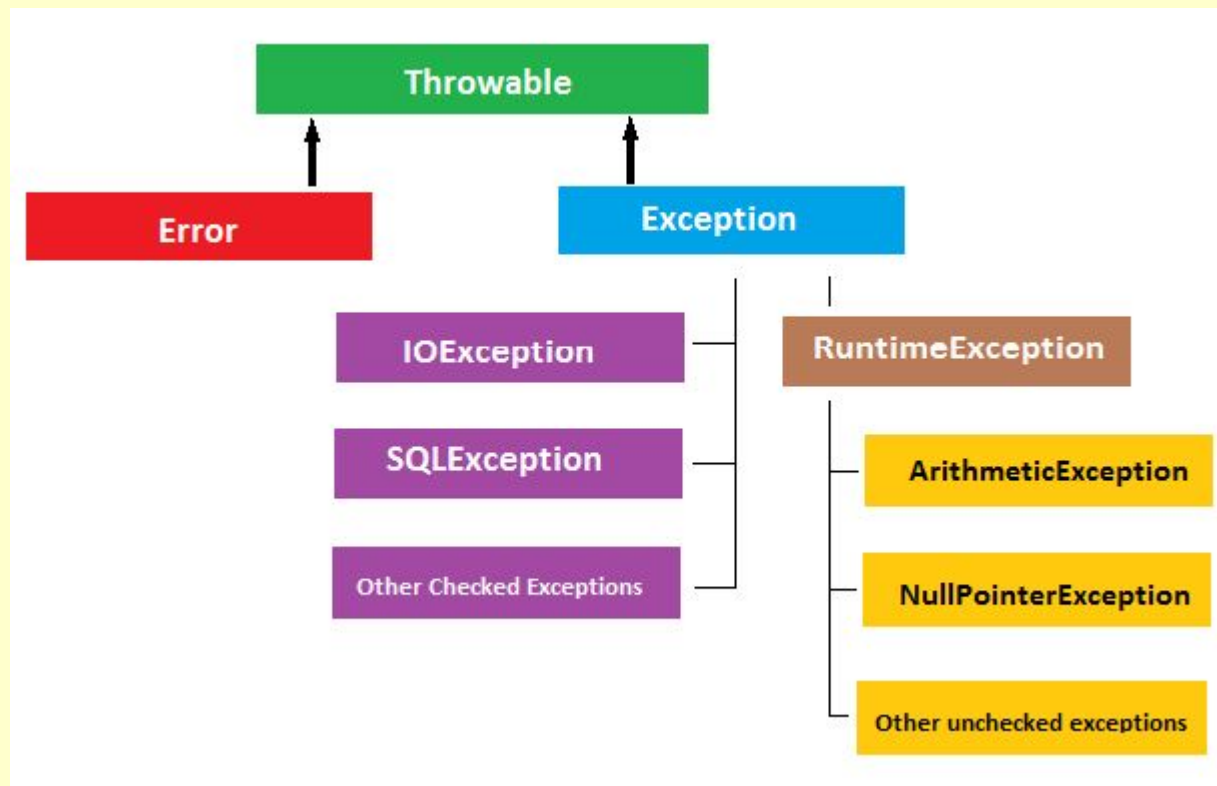 Throwable
Error
Exception
IOException
RuntimeException
SQLException
ArithmeticException
Other Checked Exceptions
NullPointerException
Other unchecked exceptions